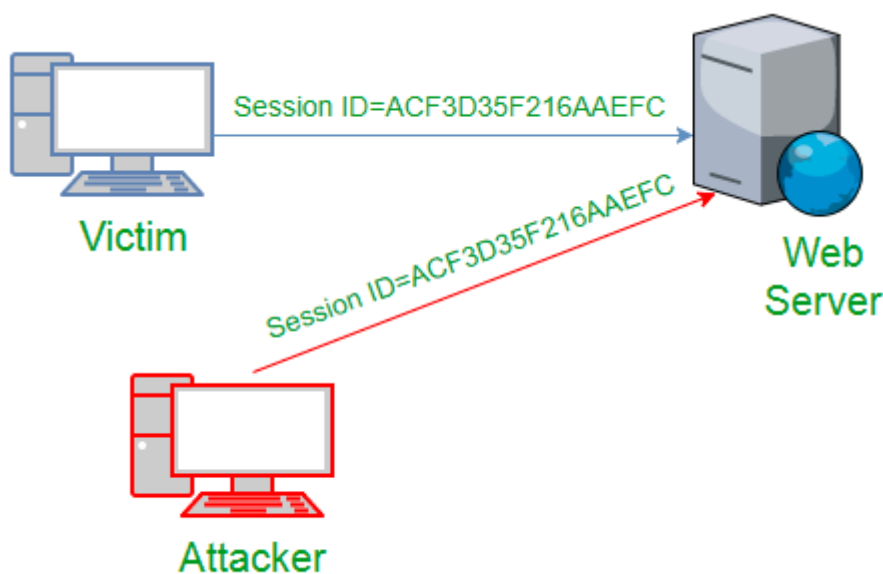 Session ID=ACF3D35F216AAEFC
Victim
Session ID=ACF3D35F216AAEFC
Web
Server
Attacker